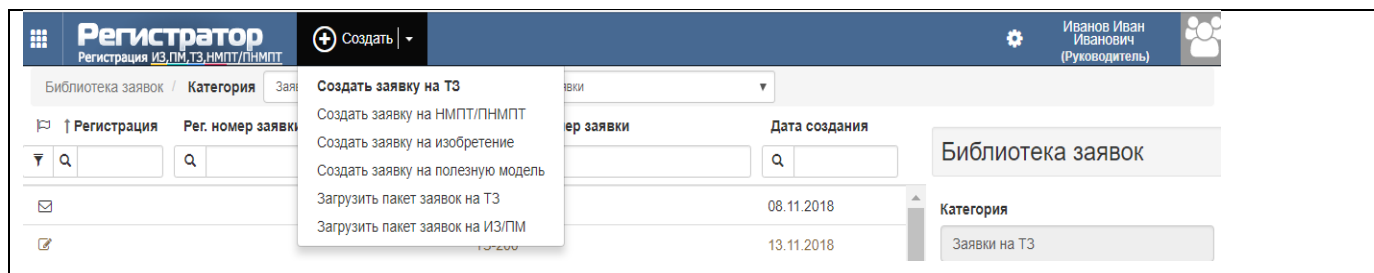 Регистратор
Регистрация ИЗ,ПМ,ТЗ,НМПТ/ПНМПТ
Создать
Иванов Иван
Иванович
(Руководитель)
Библиотека заявок / Категория
Создать заявку на ТЗ
Создать заявку на НМПТ/ПНМПТ
Создать заявку на изобретение
Создать заявку на полезную модель
Загрузить пакет заявок на ТЗ
Загрузить пакет заявок на ИЗ/ПМ
Регистрация Рег. номер заявки Дата создания
Библиотека заявок
08.11.2018
Категория
13.11.2018
Заявки на ТЗ